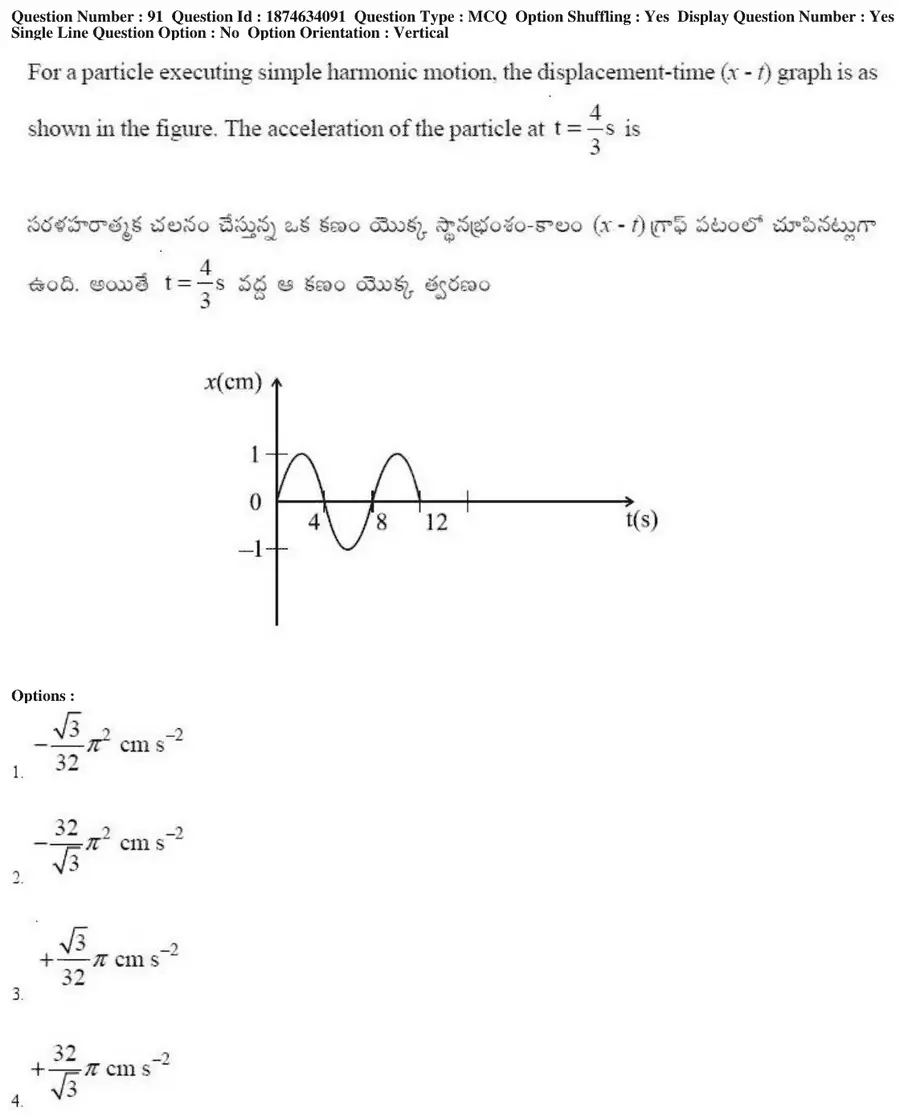 Question Number : 91 Question Id : 1874634091 Question Type : MCQ Option Shuffling : Yes Display Question Number : Yes
Single Line Question Option : No Option Orientation : Vertical
For a particle executing simple harmonic motion, the displacement-time (x - t) graph is as
shown in the figure. The acceleration of the particle at t = 4/3 s is
సరళహరాత్మక చలనం చేస్తున్న ఒక కణం యొక్క స్థానభ్రంశం-కాలం (x - t) గ్రాఫ్ పటంలో చూపినట్లుగా
ఉంది. అయితే t = 4/3 s వద్ద ఆ కణం యొక్క త్వరణం
x(cm)
1
0
4 8 12
t(s)
–1
Options :
1. −√3/32 π² cm s⁻²
2. −32/√3 π² cm s⁻²
3. +√3/32 π cm s⁻²
4. +32/√3 π cm s⁻²